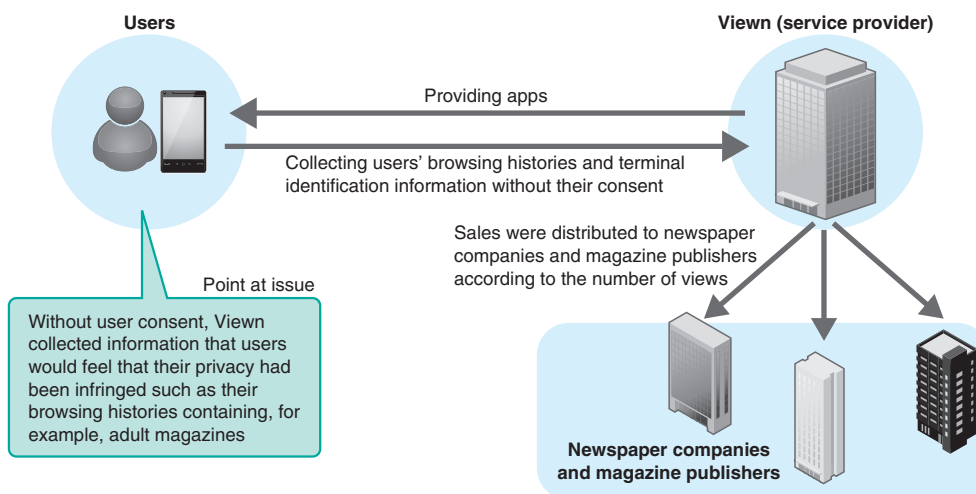 Users
Viewn (service provider)
Providing apps
Collecting users’ browsing histories and terminal
identification information without their consent
Sales were distributed to newspaper
companies and magazine publishers
according to the number of views
Point at issue
Without user consent, Viewn
collected information that users
would feel that their privacy had
been infringed such as their
browsing histories containing, for
example, adult magazines
Newspaper companies
and magazine publishers